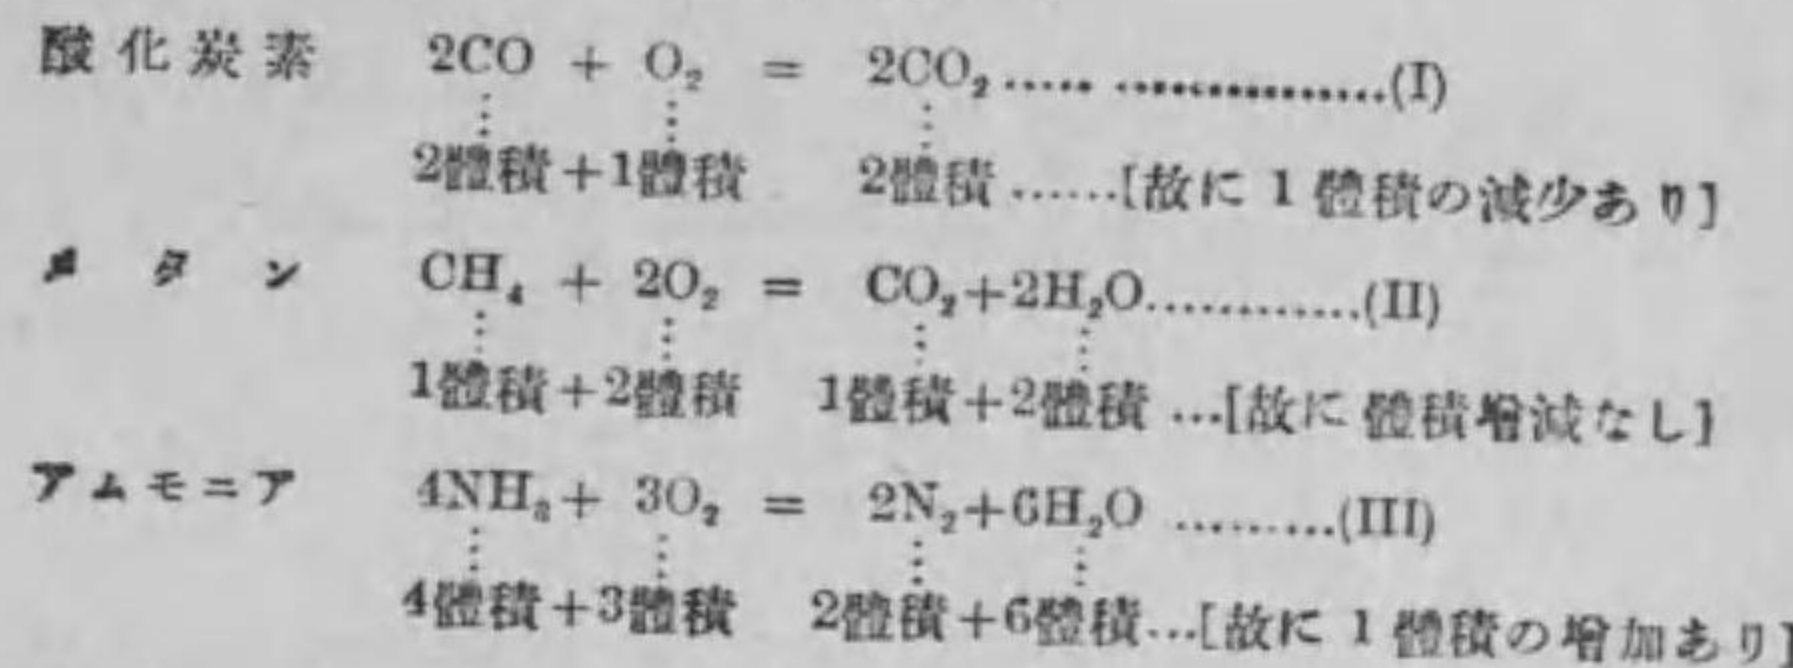 酸化炭素 2CO + O₂ = 2CO₂..... ................(I)
2體積+1體積 2體積 ......[故に 1 體積の減少あり]
メタン CH₄ + 2O₂ = CO₂+2H₂O............(II)
1體積+2體積 1體積+2體積 ...[故に 體積增減なし]
アムモニア 4NH₃+ 3O₂ = 2N₂+6H₂O .........(III)
4體積+3體積 2體積+6體積...[故に 1 體積の增加あり]